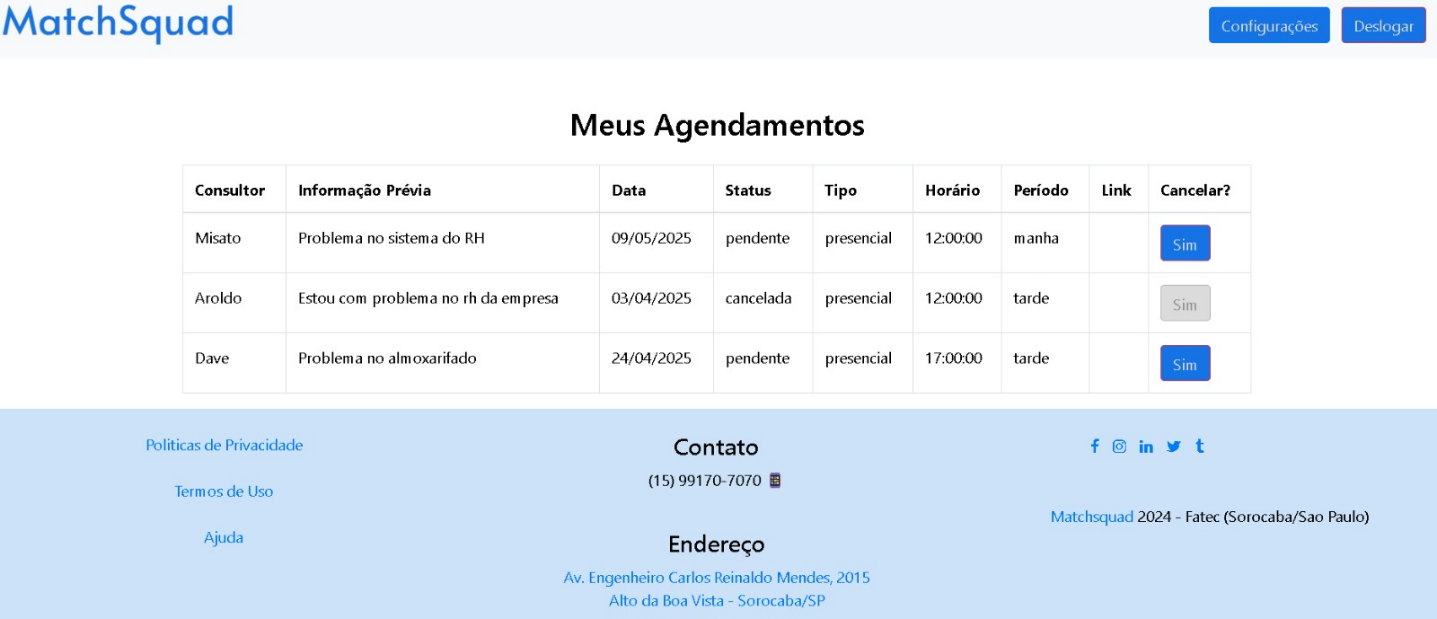 MatchSquad Configurações Deslogar
Meus Agendamentos
Consultor Informação Prévia Data Status Tipo Horário Período Link Cancelar?
Misato Problema no sistema do RH 09/05/2025 pendente presencial 12:00:00 manha Sim
Aroldo Estou com problema no rh da empresa 03/04/2025 cancelada presencial 12:00:00 tarde Sim
Dave Problema no almoxarifado 24/04/2025 pendente presencial 17:00:00 tarde Sim
Politicas de Privacidade
Termos de Uso
Ajuda
Contato
(15) 99170-7070
Endereço
Av. Engenheiro Carlos Reinaldo Mendes, 2015
Alto da Boa Vista - Sorocaba/SP
Matchsquad 2024 - Fatec (Sorocaba/Sao Paulo)